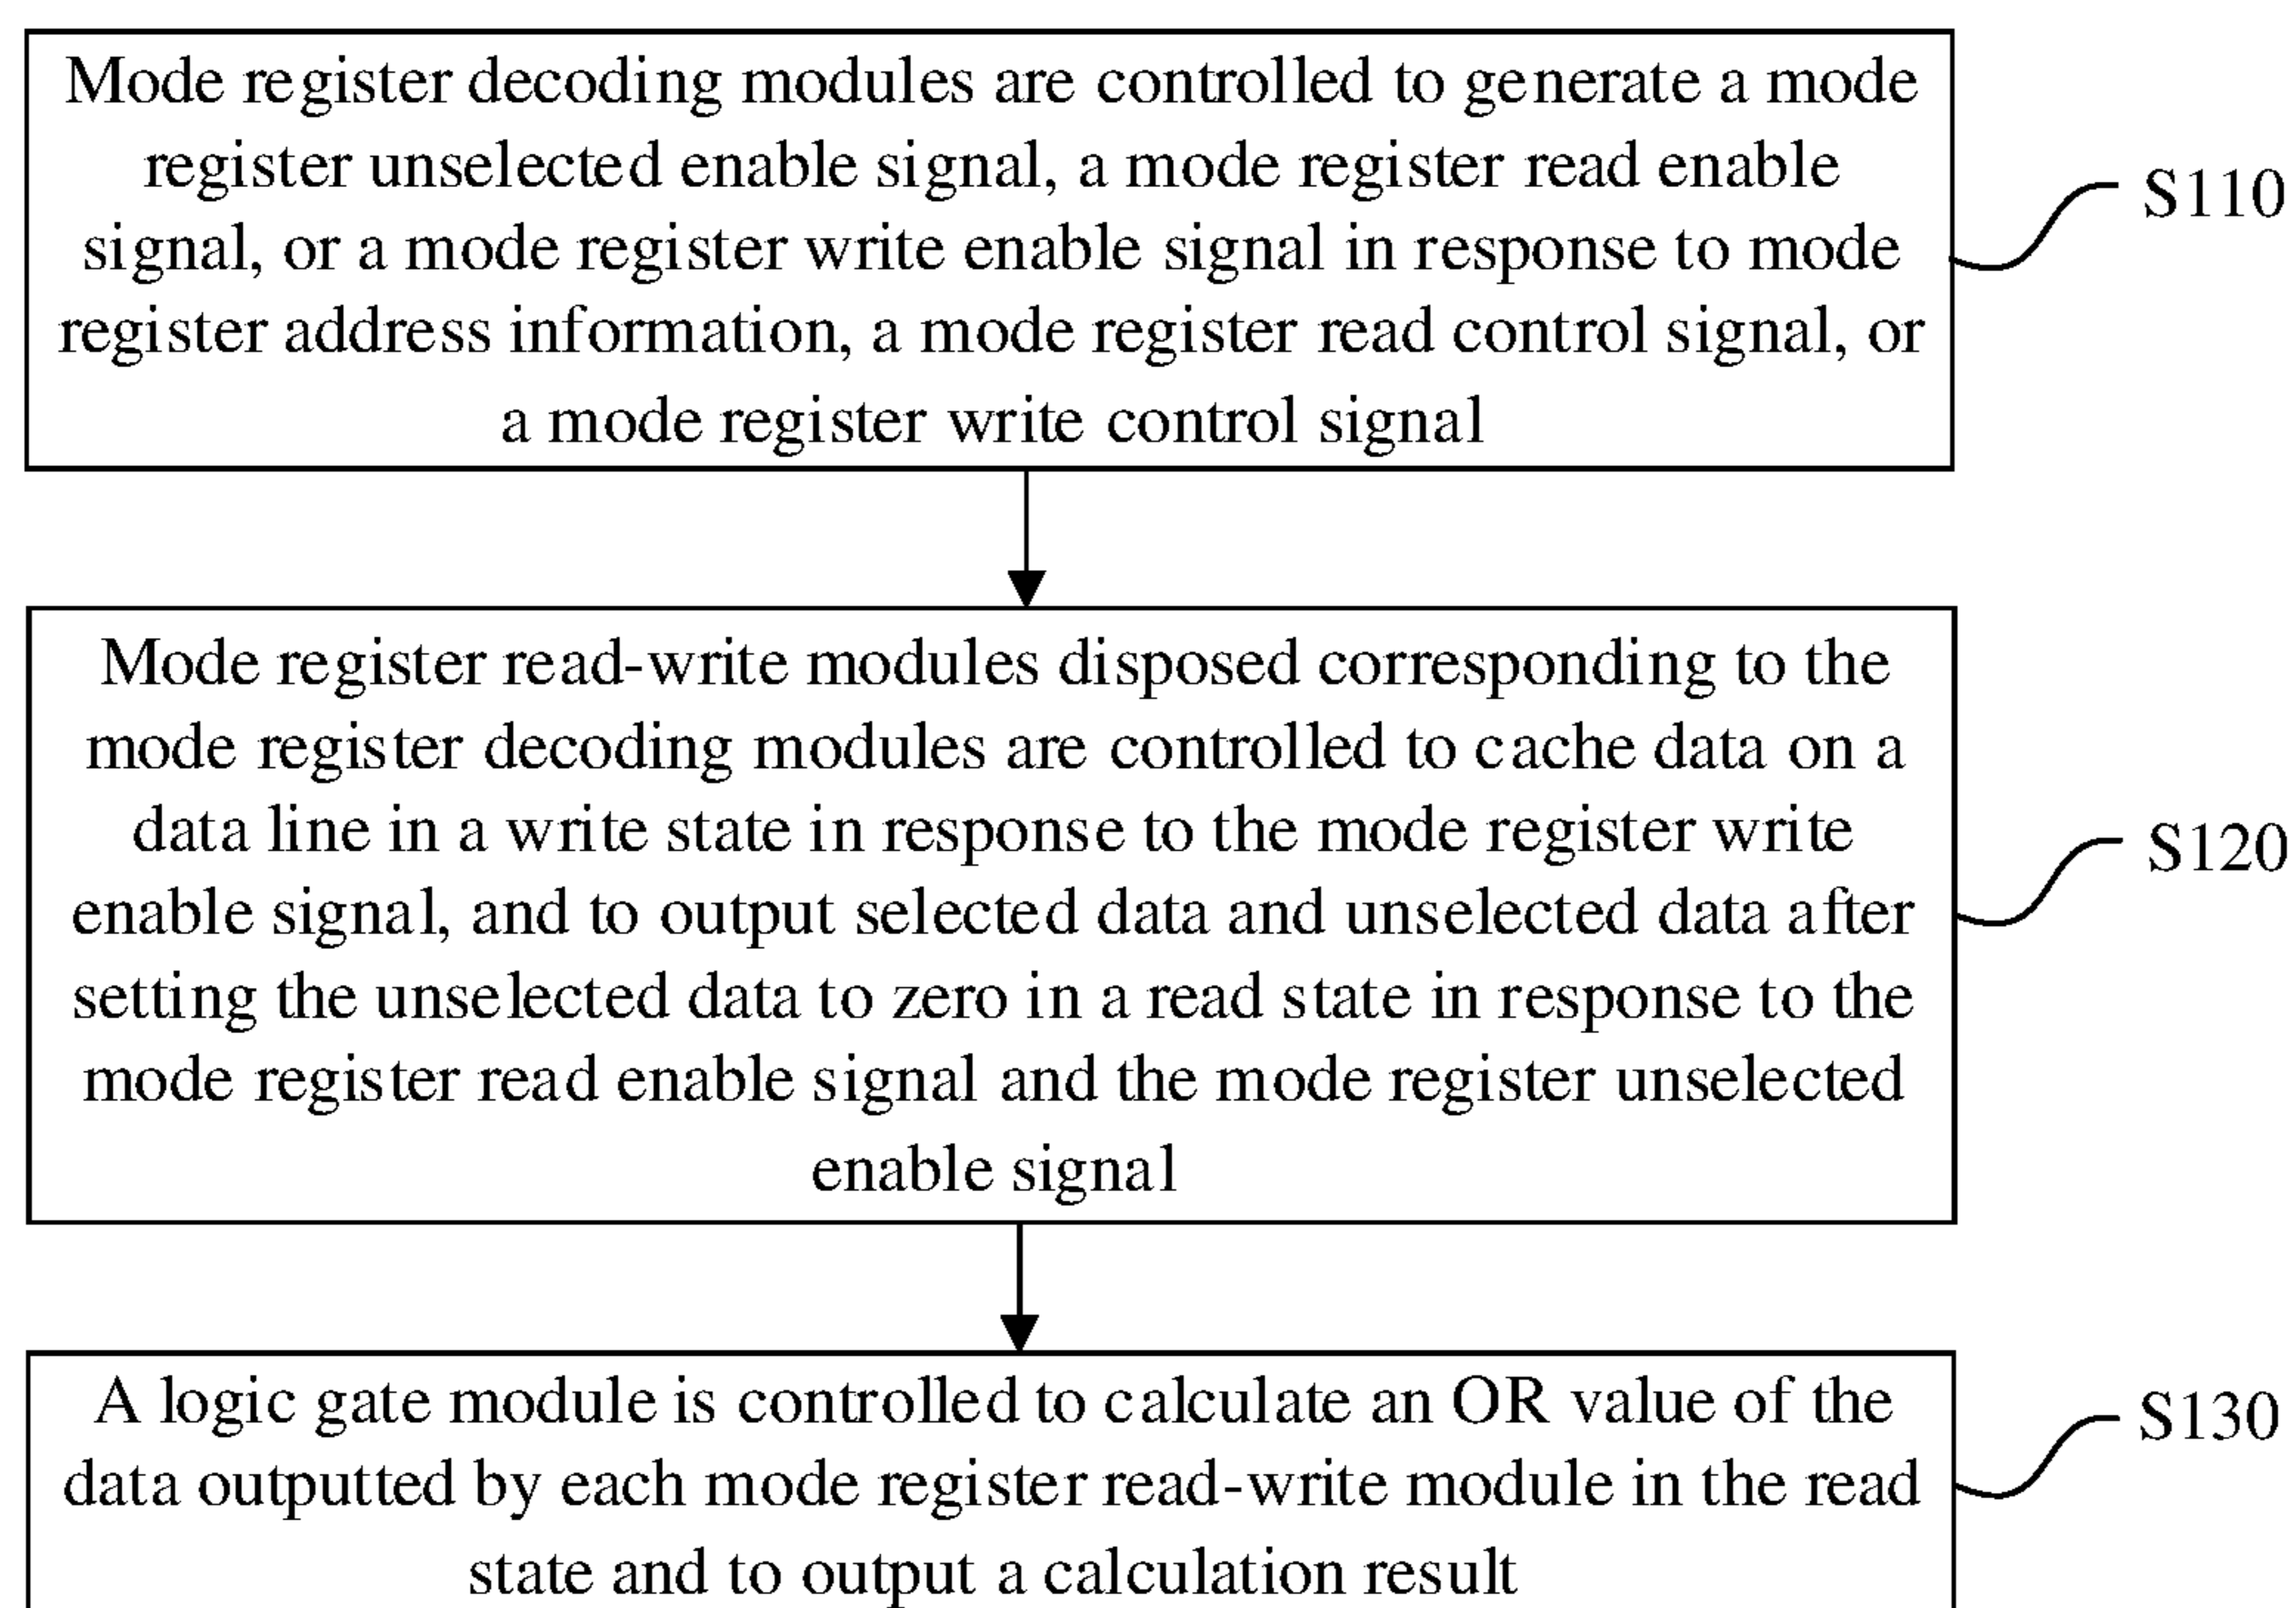 Mode register decoding modules are controlled to generate a mode
register unselected enable signal, a mode register read enable
signal, or a mode register write enable signal in response to mode
register address information, a mode register read control signal, or
a mode register write control signal
S110
Mode register read-write modules disposed corresponding to the
mode register decoding modules are controlled to cache data on a
data line in a write state in response to the mode register write
enable signal, and to output selected data and unselected data after
setting the unselected data to zero in a read state in response to the
mode register read enable signal and the mode register unselected
enable signal
S120
A logic gate module is controlled to calculate an OR value of the
data outputted by each mode register read-write module in the read
state and to output a calculation result
S130